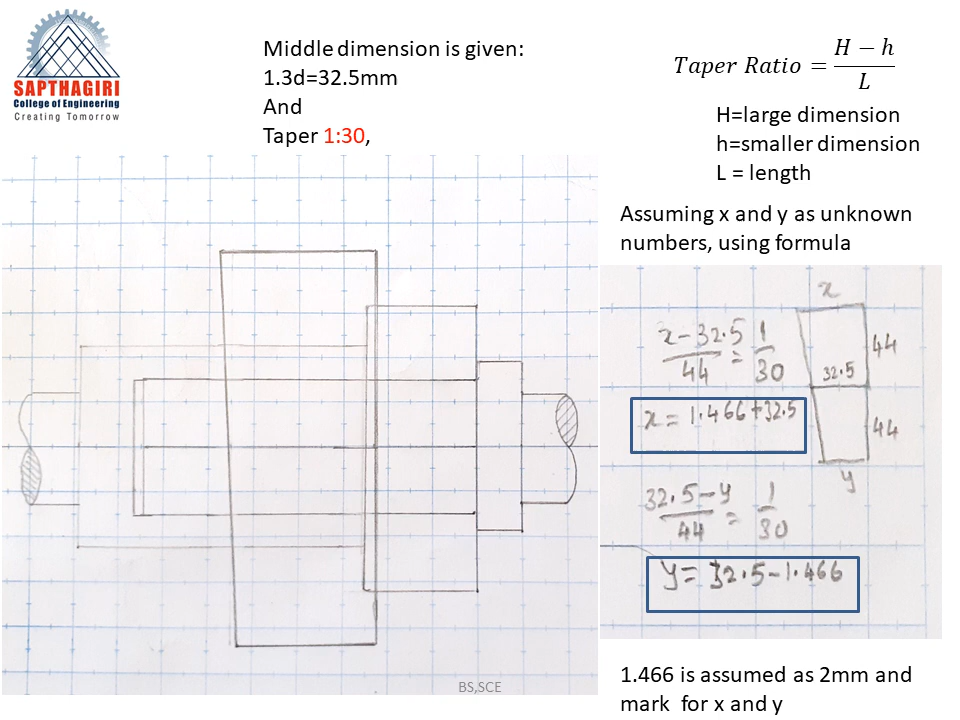 SAPTHAGIRI
College of Engineering
Creating Tomorrow
Middle dimension is given:
1.3d=32.5mm
And
Taper 1:30,
Taper Ratio = (H − h)/L
H=large dimension
h=smaller dimension
L = length
Assuming x and y as unknown
numbers, using formula
x
(x-32.5)/44 = 1/30
44
32.5
x = 1.466+32.5
44
y
(32.5-y)/44 = 1/30
y = 32.5-1.466
1.466 is assumed as 2mm and
mark for x and y
BS,SCE